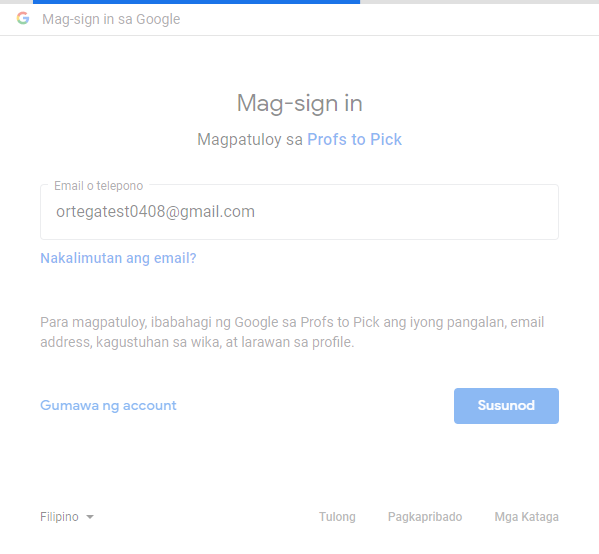 Mag-sign in sa Google
Mag-sign in
Magpatuloy sa Profs to Pick
Email o telepono
ortegatest0408@gmail.com
Nakalimutan ang email?
Para magpatuloy, ibabahagi ng Google sa Profs to Pick ang iyong pangalan, email
address, kagustuhan sa wika, at larawan sa profile.
Gumawa ng account
Susunod
Filipino
Tulong
Pagkapribado
Mga Kataga